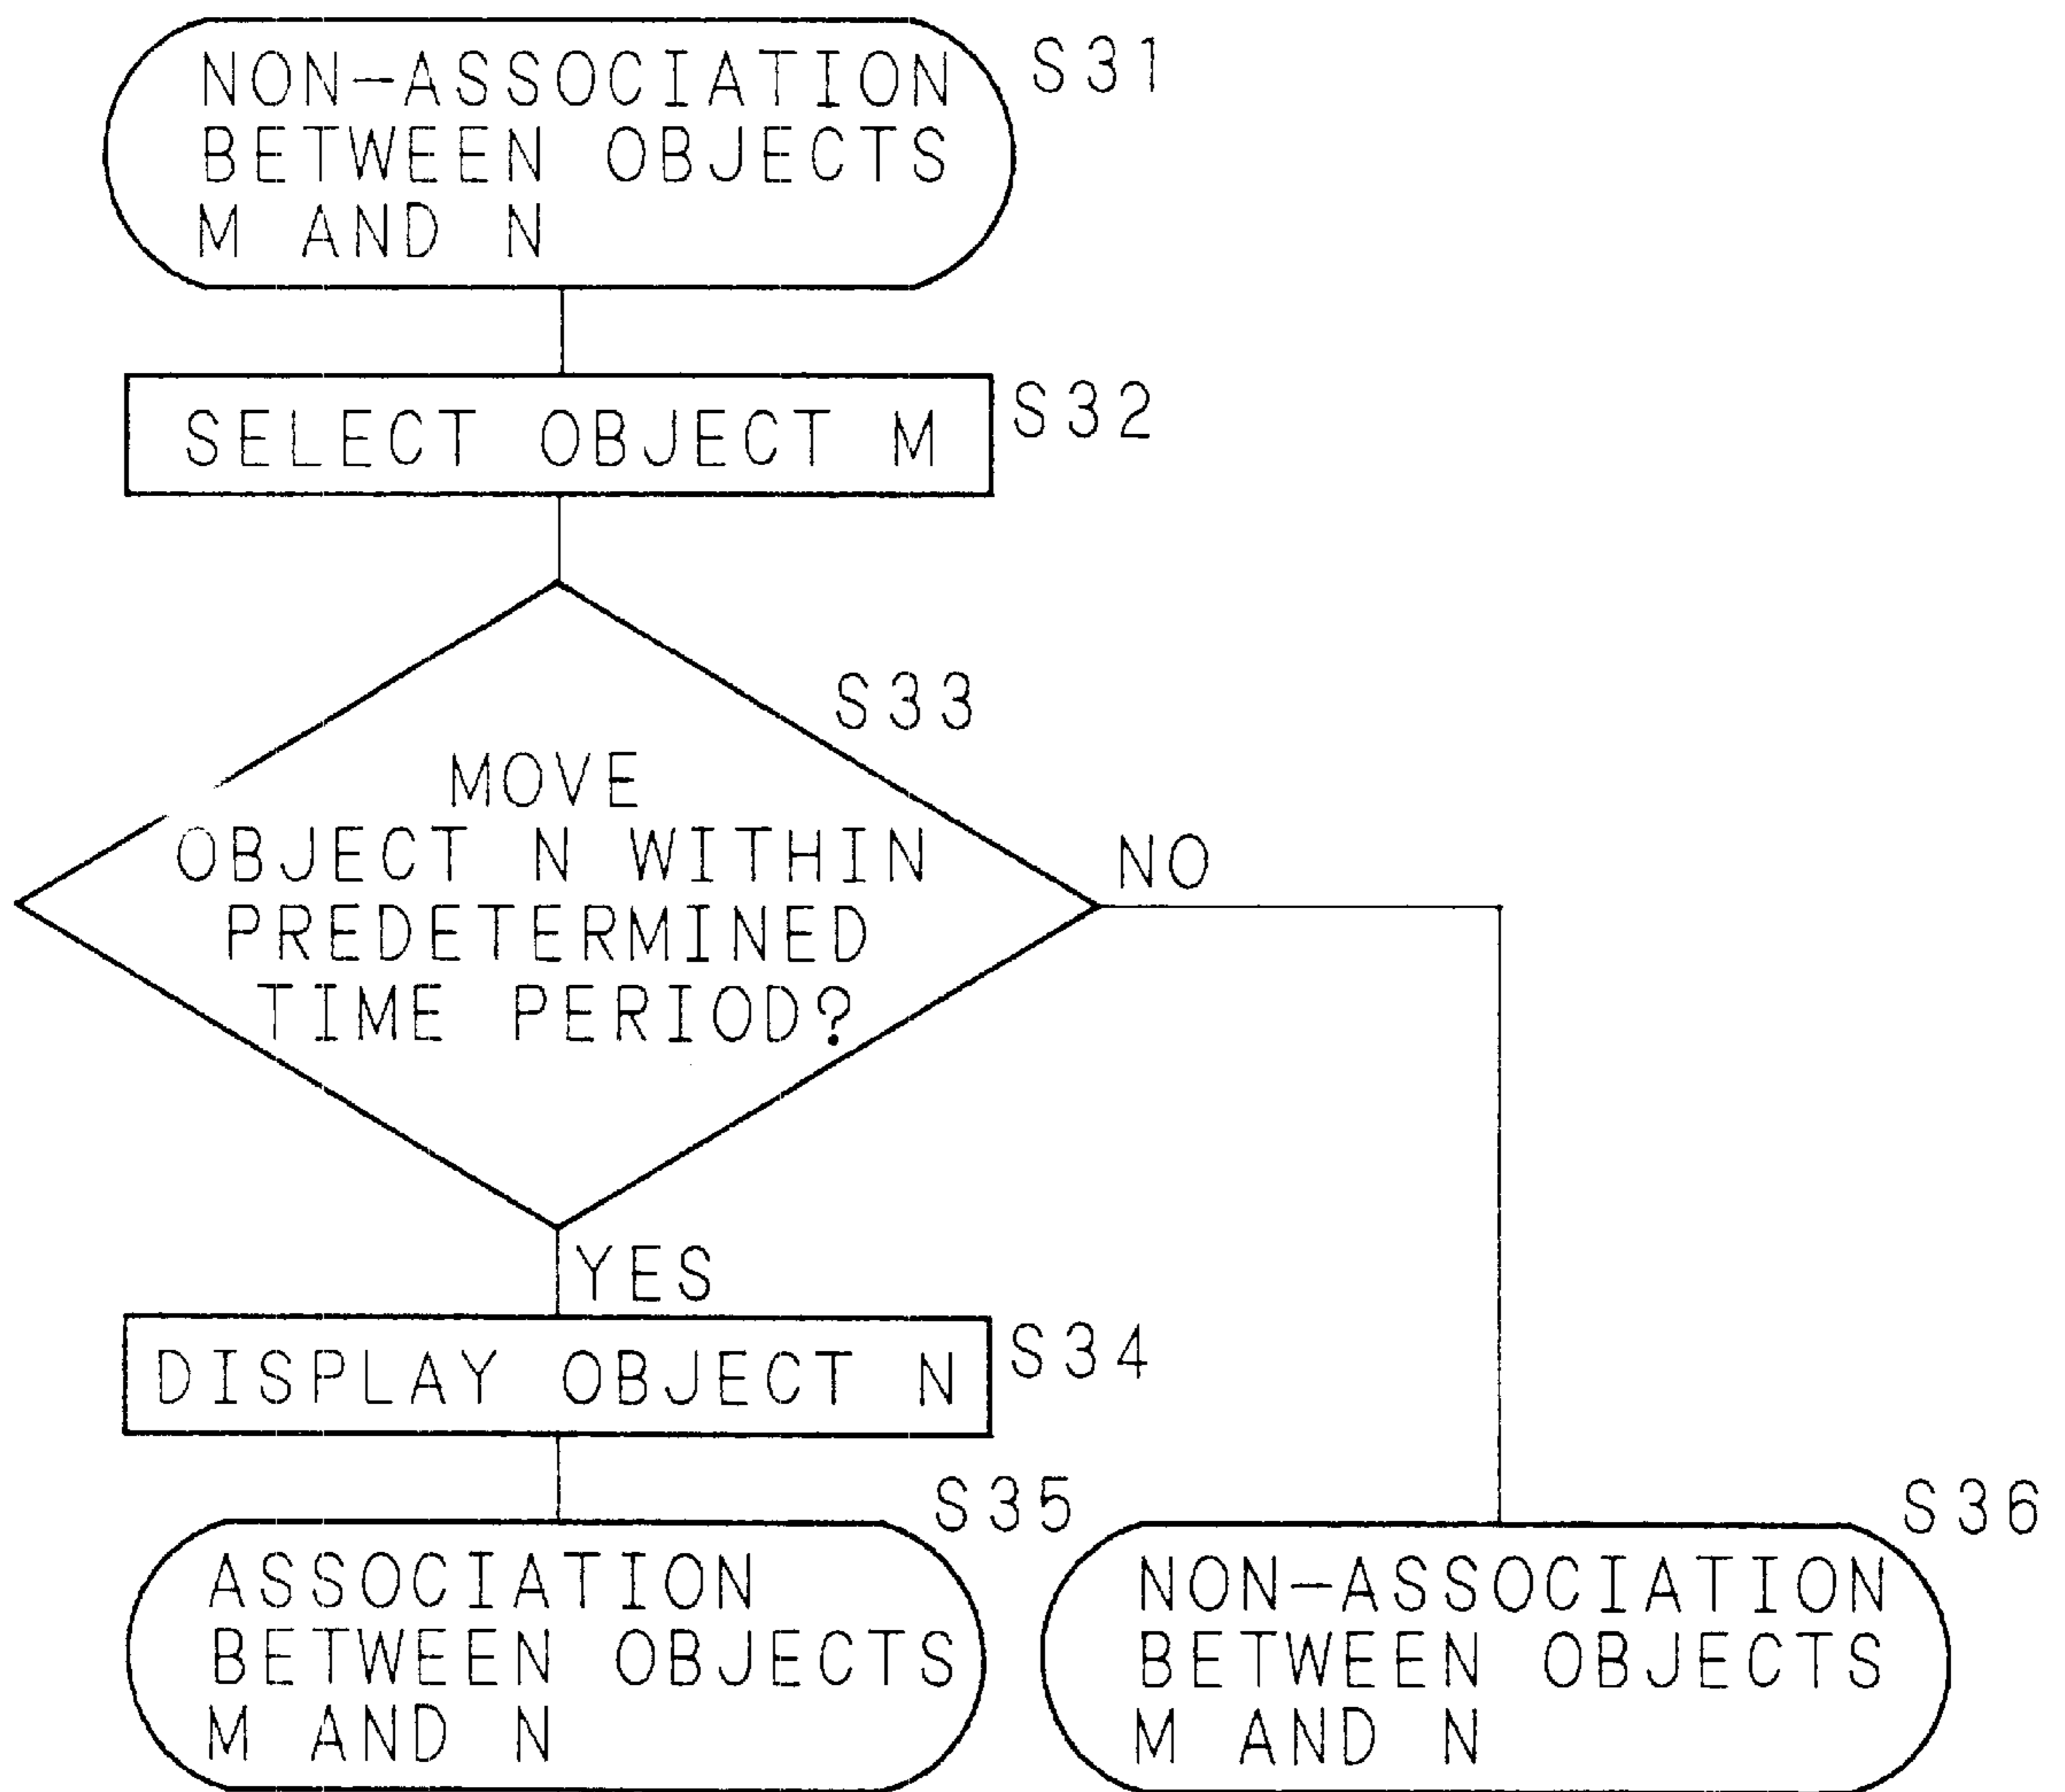 NON-ASSOCIATION
BETWEEN OBJECTS
M AND N
S31
SELECT OBJECT M
S32
S33
MOVE
OBJECT N WITHIN
PREDETERMINED
TIME PERIOD?
NO
YES
DISPLAY OBJECT N
S34
S35
ASSOCIATION
BETWEEN OBJECTS
M AND N
S36
NON-ASSOCIATION
BETWEEN OBJECTS
M AND N